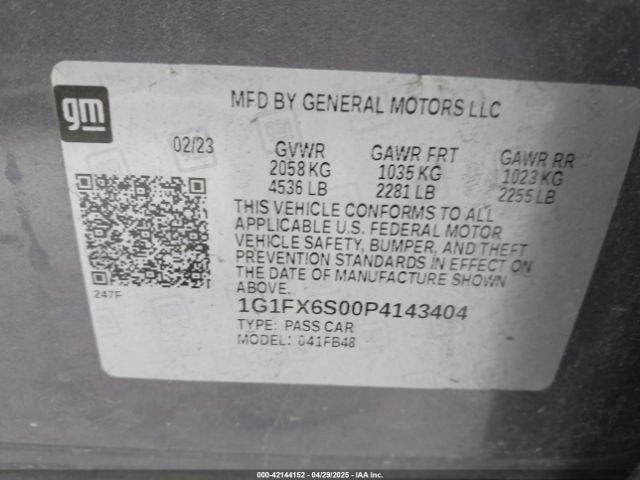 gm
MFD BY GENERAL MOTORS LLC
02/23 GVWR GAWR FRT GAWR RR
2058 KG 1035 KG 1023 KG
4536 LB 2281 LB 2255 LB
THIS VEHICLE CONFORMS TO ALL
APPLICABLE U.S. FEDERAL MOTOR
VEHICLE SAFETY, BUMPER, AND THEFT
PREVENTION STANDARDS IN EFFECT ON
THE DATE OF MANUFACTURE SHOWN
ABOVE.
247F
1G1FX6S00P4143404
TYPE: PASS CAR
MODEL: 041FB48
000-42144152 - 04/29/2025 - IAA Inc.